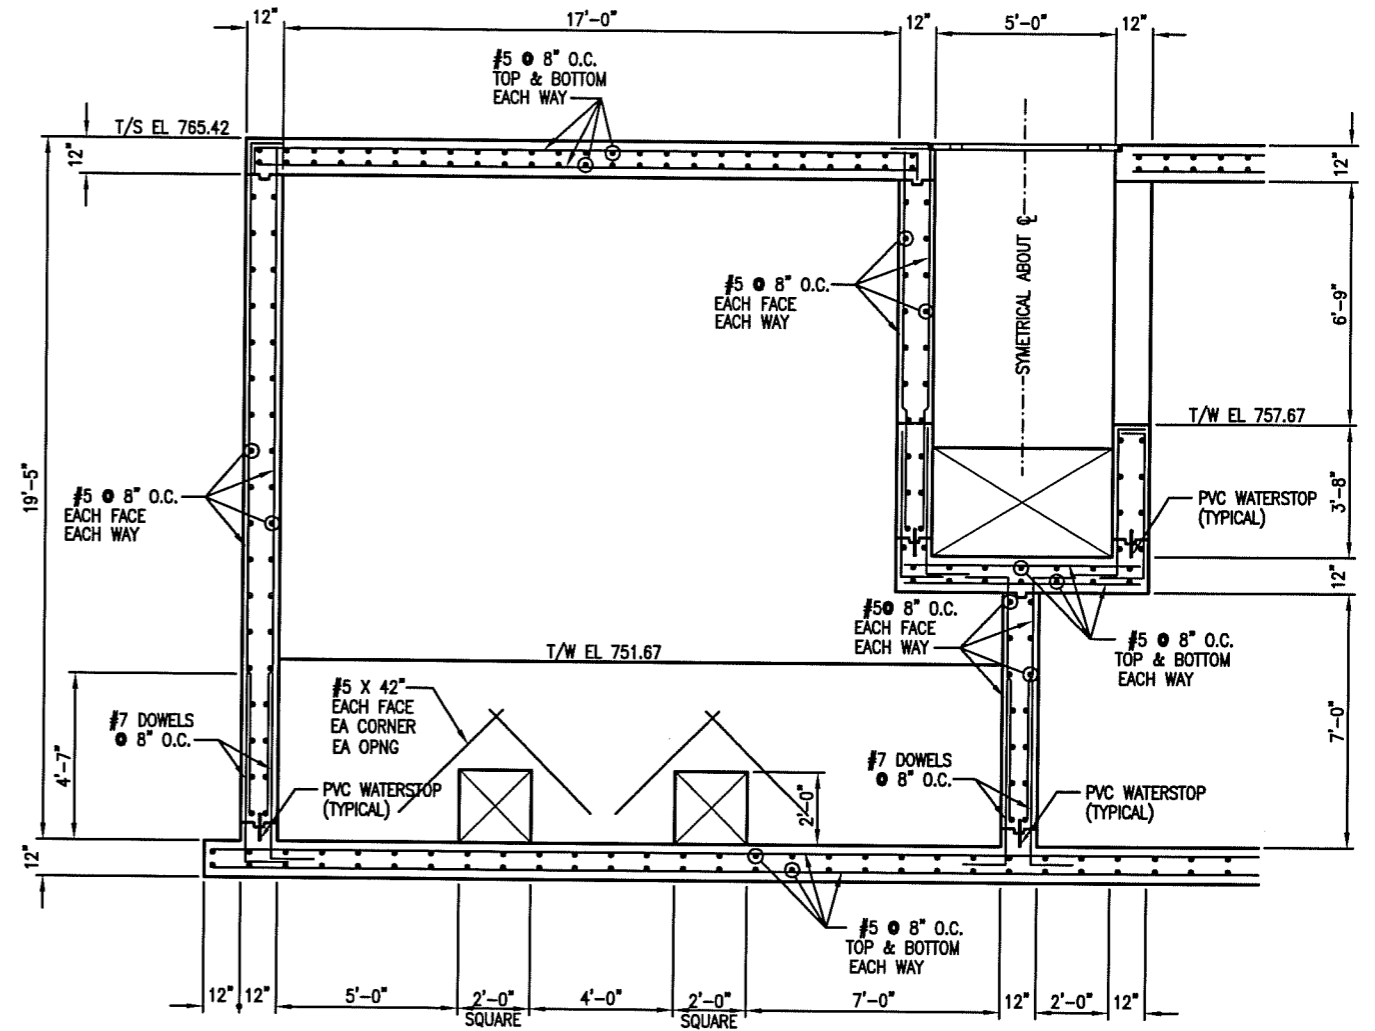 12"
17'-0"
12"
5'-0"
12"
#5 @ 8" O.C.
TOP & BOTTOM
EACH WAY
T/S EL 765.42
12"
12"
SYMETRICAL ABOUT ℄
#5 @ 8" O.C.
EACH FACE
EACH WAY
6'-9"
T/W EL 757.67
19'-5"
#5 @ 8" O.C.
EACH FACE
EACH WAY
3'-8"
PVC WATERSTOP
(TYPICAL)
12"
#5@ 8" O.C.
EACH FACE
EACH WAY
#5 @ 8" O.C.
TOP & BOTTOM
EACH WAY
T/W EL 751.67
#5 X 42"
EACH FACE
EA CORNER
EA OPNG
#7 DOWELS
@ 8" O.C.
4'-7"
PVC WATERSTOP
(TYPICAL)
2'-0"
#7 DOWELS
@ 8" O.C.
PVC WATERSTOP
(TYPICAL)
7'-0"
12"
#5 @ 8" O.C.
TOP & BOTTOM
EACH WAY
12"
12"
5'-0"
2'-0"
SQUARE
4'-0"
2'-0"
SQUARE
7'-0"
12"
2'-0"
12"